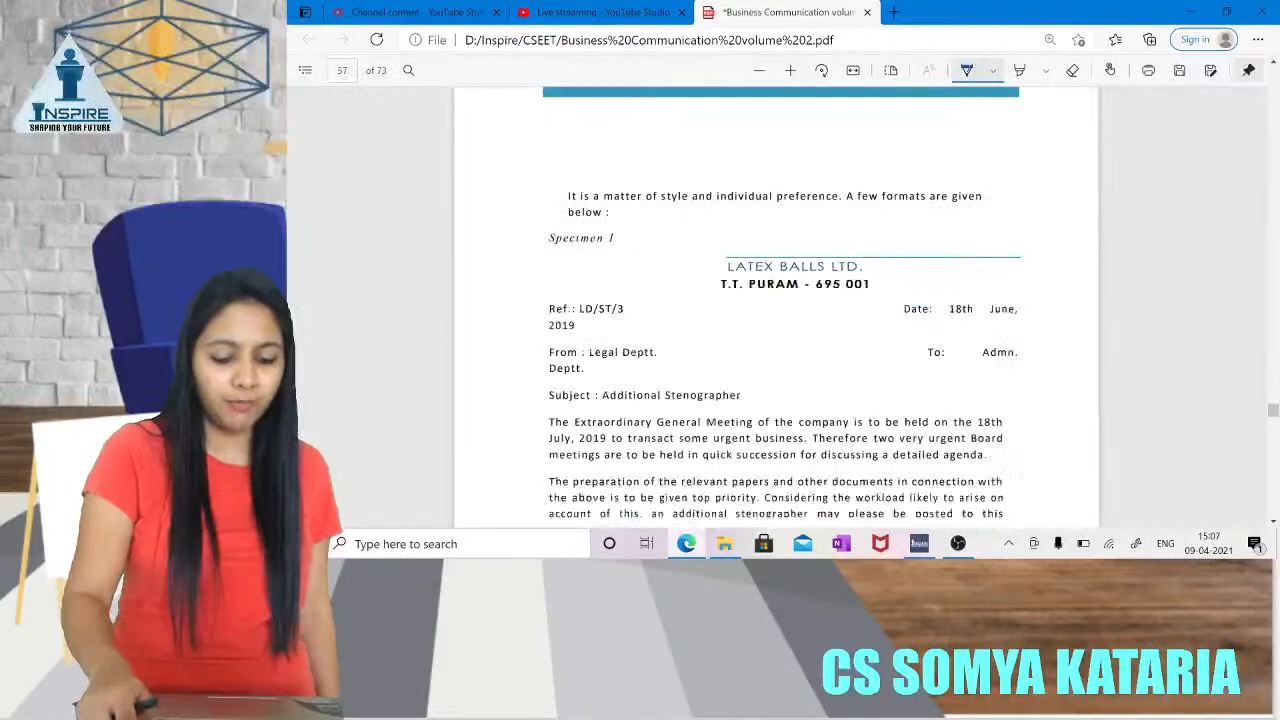 Channel content - YouTube Stud
Live streaming - YouTube Studio
*Business Communication volum
File D:/Inspire/CSEET/Business%20Communication%20volume%202.pdf
Sign in
57 of 73
INSPIRE
SHAPING YOUR FUTURE
It is a matter of style and individual preference. A few formats are given
below :
Specimen I
LATEX BALLS LTD.
T.T. PURAM - 695 001
Ref.: LD/ST/3 Date: 18th June,
2019
From : Legal Deptt. To: Admn.
Deptt.
Subject : Additional Stenographer
The Extraordinary General Meeting of the company is to be held on the 18th
July, 2019 to transact some urgent business. Therefore two very urgent Board
meetings are to be held in quick succession for discussing a detailed agenda.
The preparation of the relevant papers and other documents in connection with
the above is to be given top priority. Considering the workload likely to arise on
account of this, an additional stenographer may please be posted to this
Type here to search
ENG
15:07
09-04-2021
CS SOMYA KATARIA